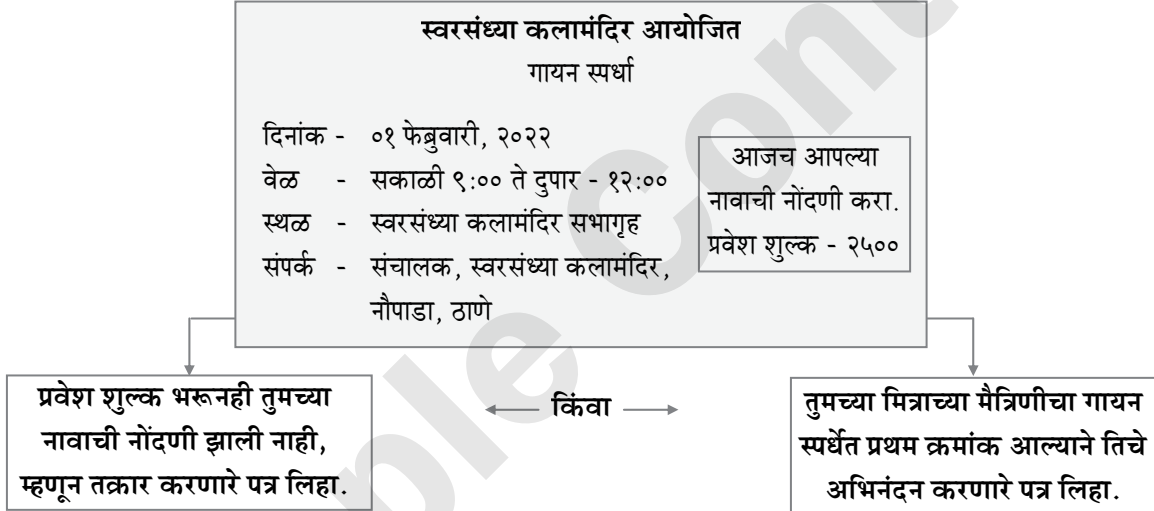 स्वरसंध्या कलामंदिर आयोजित
गायन स्पर्धा
दिनांक - ०१ फेब्रुवारी, २०२२
वेळ - सकाळी ९:०० ते दुपार - १२:००
स्थळ - स्वरसंध्या कलामंदिर सभागृह
संपर्क - संचालक, स्वरसंध्या कलामंदिर,
नौपाडा, ठाणे
आजच आपल्या
नावाची नोंदणी करा.
प्रवेश शुल्क - २५००
प्रवेश शुल्क भरूनही तुमच्या
नावाची नोंदणी झाली नाही,
म्हणून तक्रार करणारे पत्र लिहा.
किंवा
तुमच्या मित्राच्या मैत्रिणीचा गायन
स्पर्धेत प्रथम क्रमांक आल्याने तिचे
अभिनंदन करणारे पत्र लिहा.